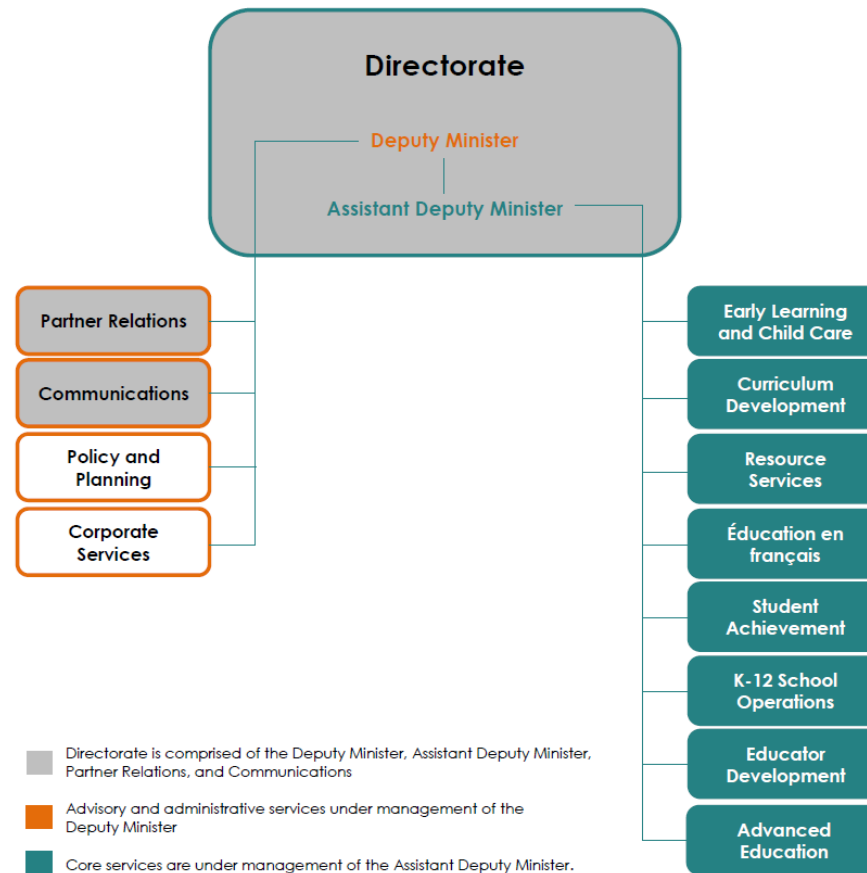 Directorate
Deputy Minister
Assistant Deputy Minister
Partner Relations
Communications
Policy and
Planning
Corporate
Services
Early Learning
and Child Care
Curriculum
Development
Resource
Services
Éducation en
français
Student
Achievement
K-12 School
Operations
Educator
Development
Advanced
Education
Directorate is comprised of the Deputy Minister, Assistant Deputy Minister,
Partner Relations, and Communications
Advisory and administrative services under management of the
Deputy Minister
Core services are under management of the Assistant Deputy Minister.